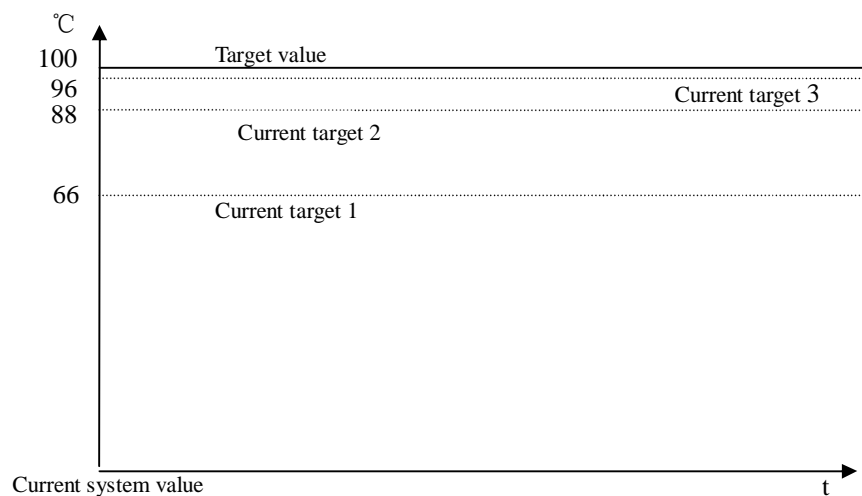 ℃
Target value
100
96
Current target 3
88
Current target 2
66
Current target 1
Current system value
t